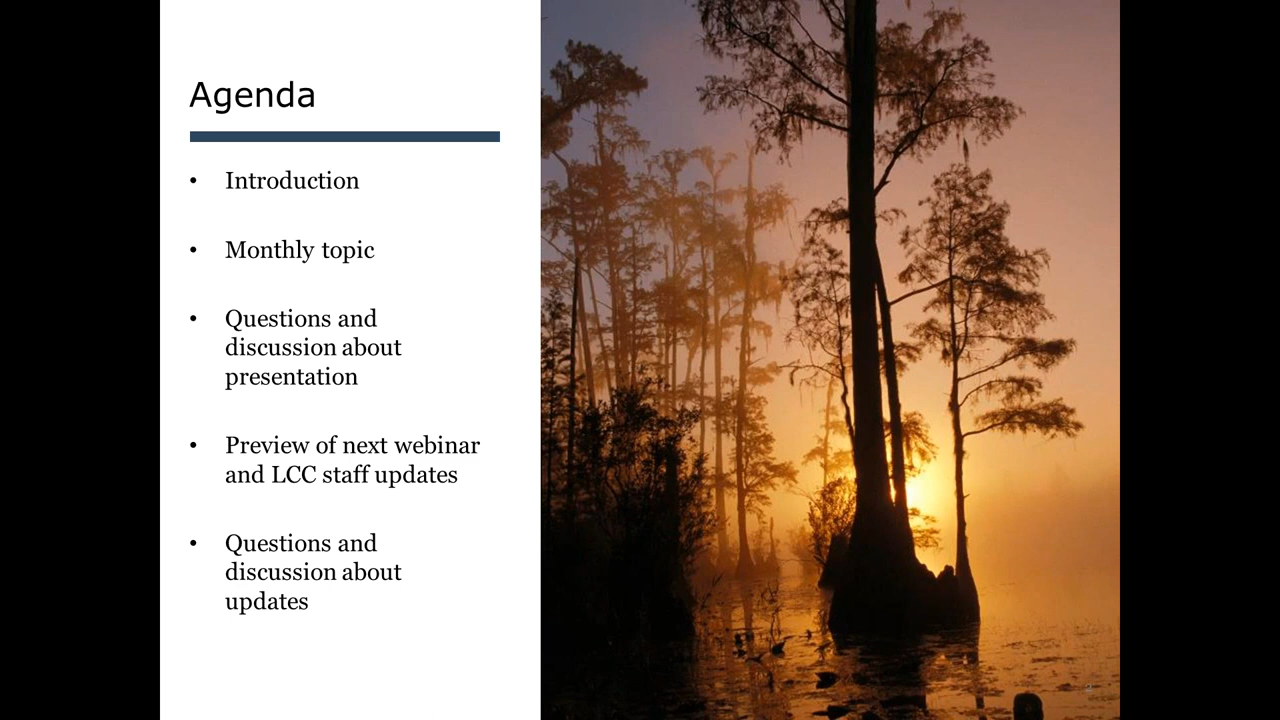 Agenda
• Introduction
• Monthly topic
• Questions and
discussion about
presentation
• Preview of next webinar
and LCC staff updates
• Questions and
discussion about
updates